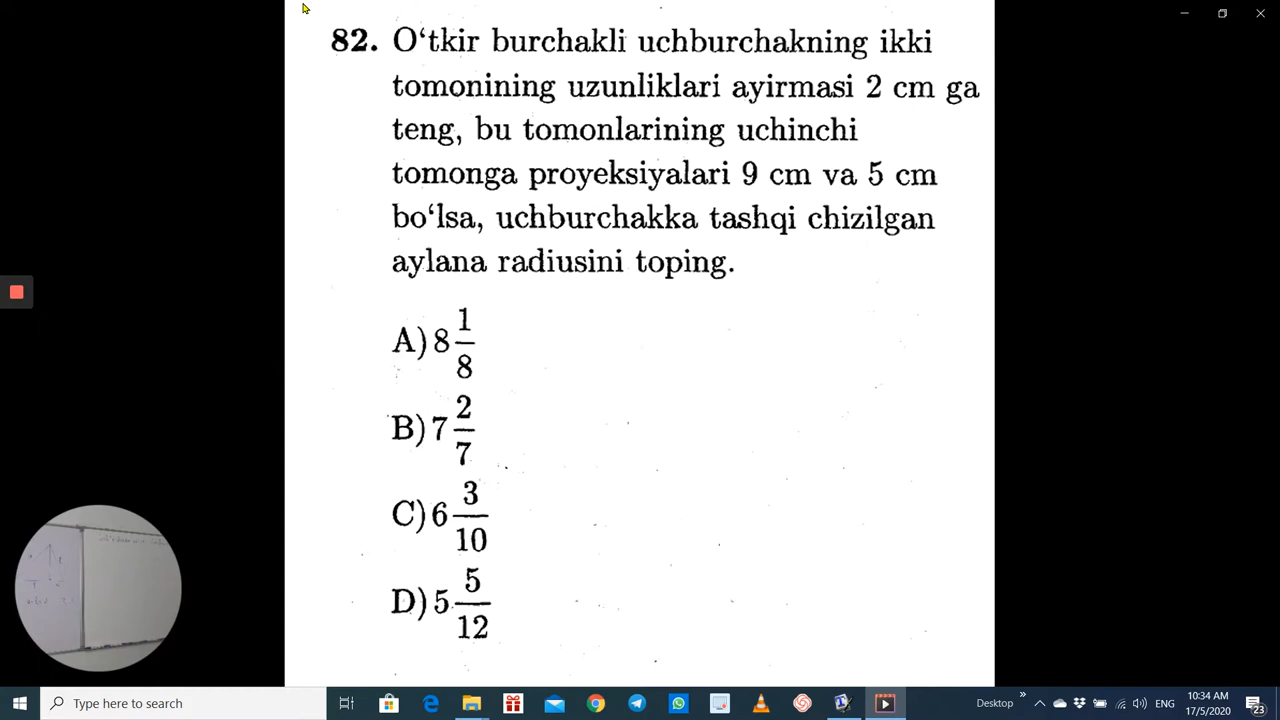 82. O‘tkir burchakli uchburchakning ikki
tomonining uzunliklari ayirmasi 2 cm ga
teng, bu tomonlarining uchinchi
tomonga proyeksiyalari 9 cm va 5 cm
bo‘lsa, uchburchakka tashqi chizilgan
aylana radiusini toping.
A) 8 1/8
B) 7 2/7
C) 6 3/10
D) 5 5/12
Type here to search
Desktop
ENG
10:34 AM
17/5/2020
23